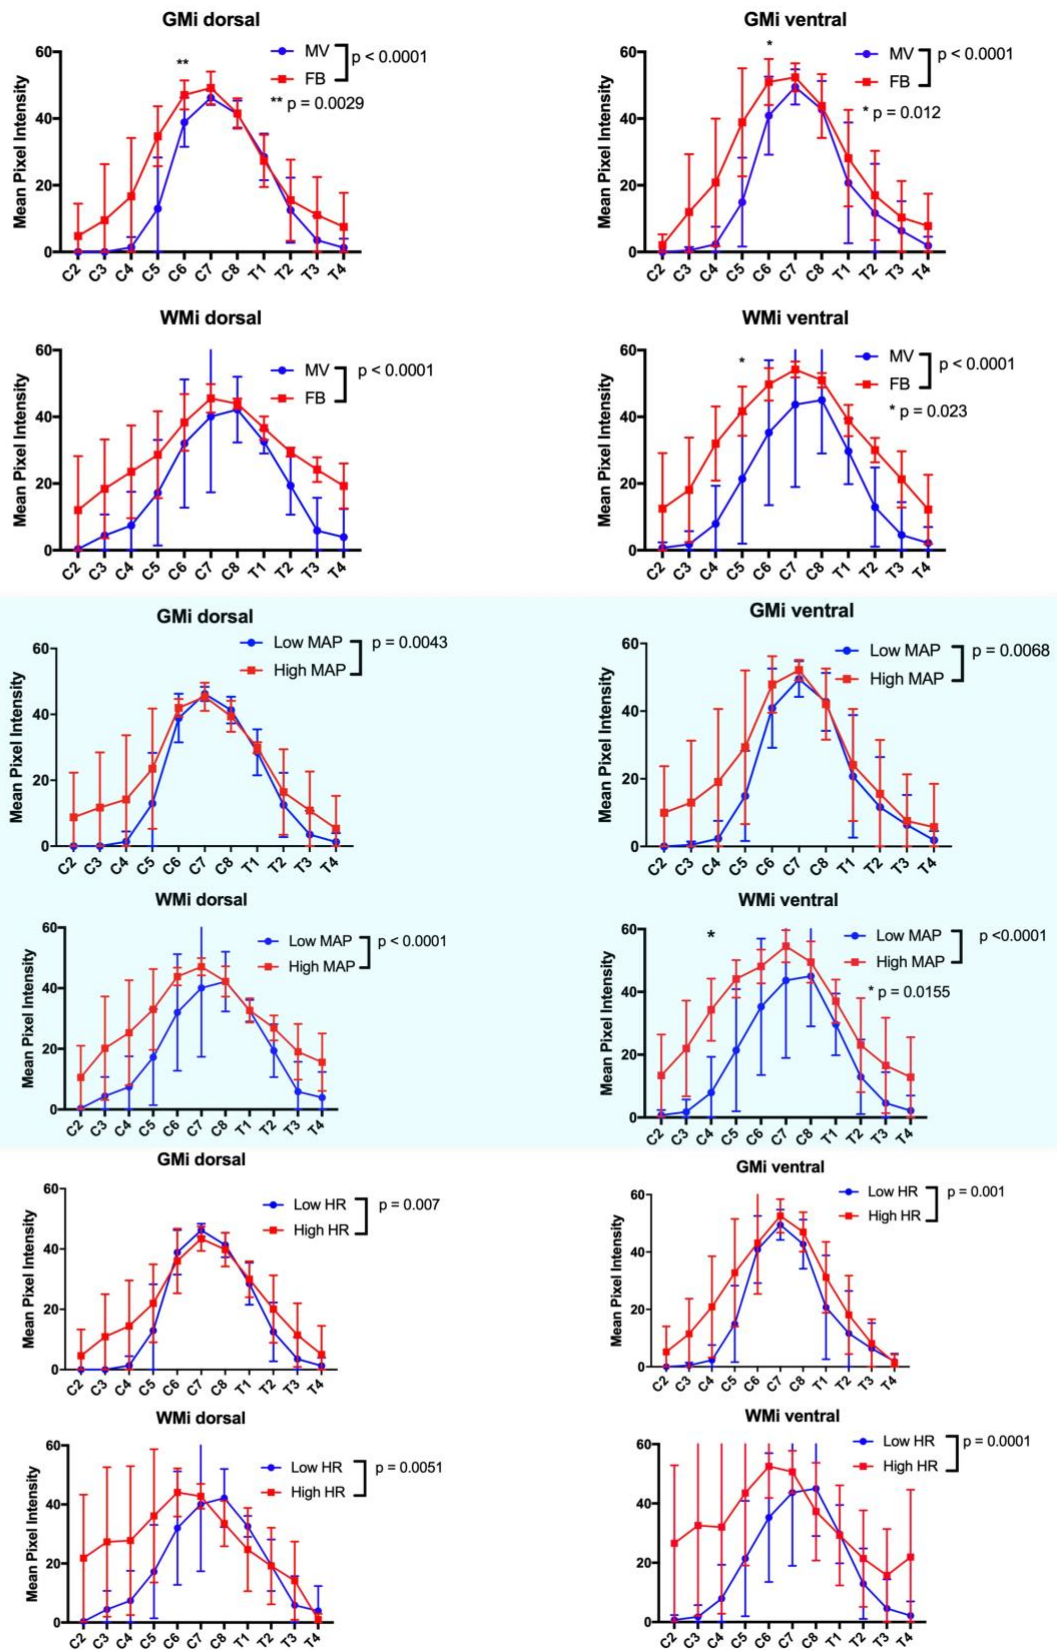 GMi dorsal
Mean Pixel Intensity
60
40
20
0
C2 C3 C4 C5 C6 C7 C8 T1 T2 T3 T4
**
MV
FB
p < 0.0001
** p = 0.0029
GMi ventral
Mean Pixel Intensity
60
40
20
0
C2 C3 C4 C5 C6 C7 C8 T1 T2 T3 T4
*
MV
FB
p < 0.0001
* p = 0.012
WMi dorsal
Mean Pixel Intensity
60
40
20
0
C2 C3 C4 C5 C6 C7 C8 T1 T2 T3 T4
MV
FB
p < 0.0001
WMi ventral
Mean Pixel Intensity
60
40
20
0
C2 C3 C4 C5 C6 C7 C8 T1 T2 T3 T4
*
MV
FB
p < 0.0001
* p = 0.023
GMi dorsal
Mean Pixel Intensity
60
40
20
0
C2 C3 C4 C5 C6 C7 C8 T1 T2 T3 T4
Low MAP
High MAP
p = 0.0043
GMi ventral
Mean Pixel Intensity
60
40
20
0
C2 C3 C4 C5 C6 C7 C8 T1 T2 T3 T4
Low MAP
High MAP
p = 0.0068
WMi dorsal
Mean Pixel Intensity
60
40
20
0
C2 C3 C4 C5 C6 C7 C8 T1 T2 T3 T4
Low MAP
High MAP
p < 0.0001
WMi ventral
Mean Pixel Intensity
60
40
20
0
C2 C3 C4 C5 C6 C7 C8 T1 T2 T3 T4
*
Low MAP
High MAP
p <0.0001
* p = 0.0155
GMi dorsal
Mean Pixel Intensity
60
40
20
0
C2 C3 C4 C5 C6 C7 C8 T1 T2 T3 T4
Low HR
High HR
p = 0.007
GMi ventral
Mean Pixel Intensity
60
40
20
0
C2 C3 C4 C5 C6 C7 C8 T1 T2 T3 T4
Low HR
High HR
p = 0.001
WMi dorsal
Mean Pixel Intensity
60
40
20
0
C2 C3 C4 C5 C6 C7 C8 T1 T2 T3 T4
Low HR
High HR
p = 0.0051
WMi ventral
Mean Pixel Intensity
60
40
20
0
C2 C3 C4 C5 C6 C7 C8 T1 T2 T3 T4
Low HR
High HR
p = 0.0001